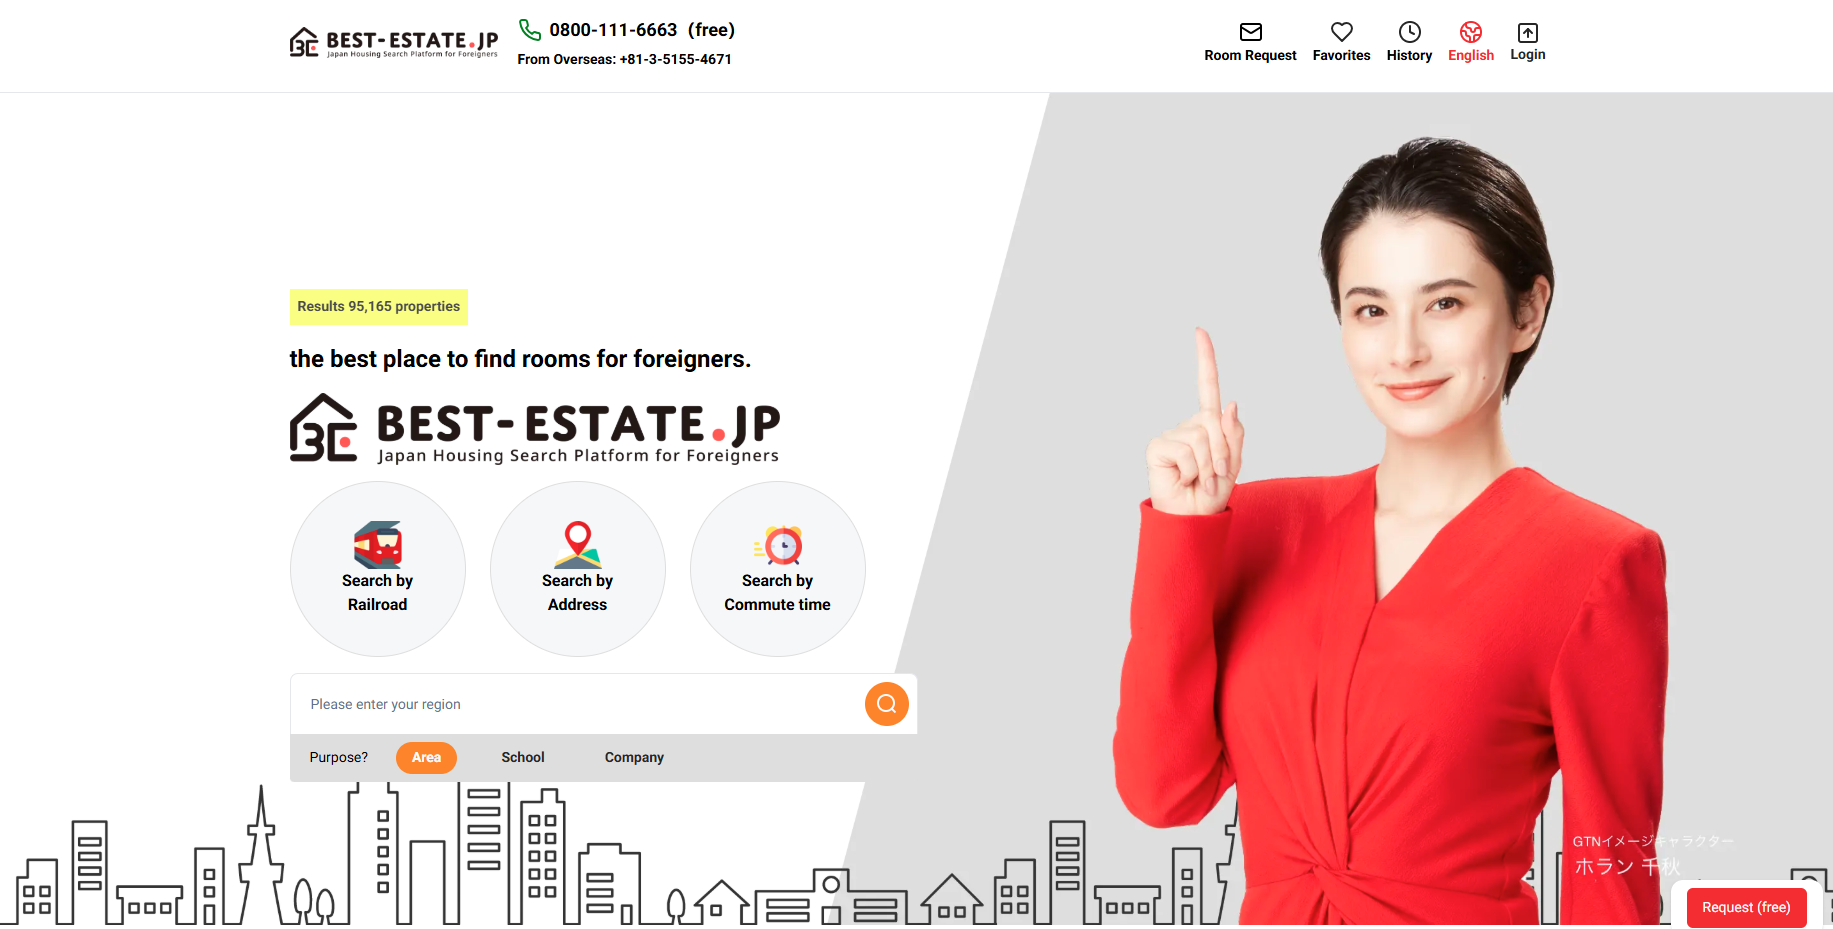 BEST-ESTATE.JP
Japan Housing Search Platform for Foreigners
0800-111-6663 (free)
From Overseas: +81-3-5155-4671
Room Request
Favorites
History
English
Login
Results 95,165 properties
the best place to find rooms for foreigners.
BEST-ESTATE.JP
Japan Housing Search Platform for Foreigners
Search by
Railroad
Search by
Address
Search by
Commute time
Please enter your region
Purpose?
Area
School
Company
GTNイメージキャラクター
ホラン 千秋
Request (free)